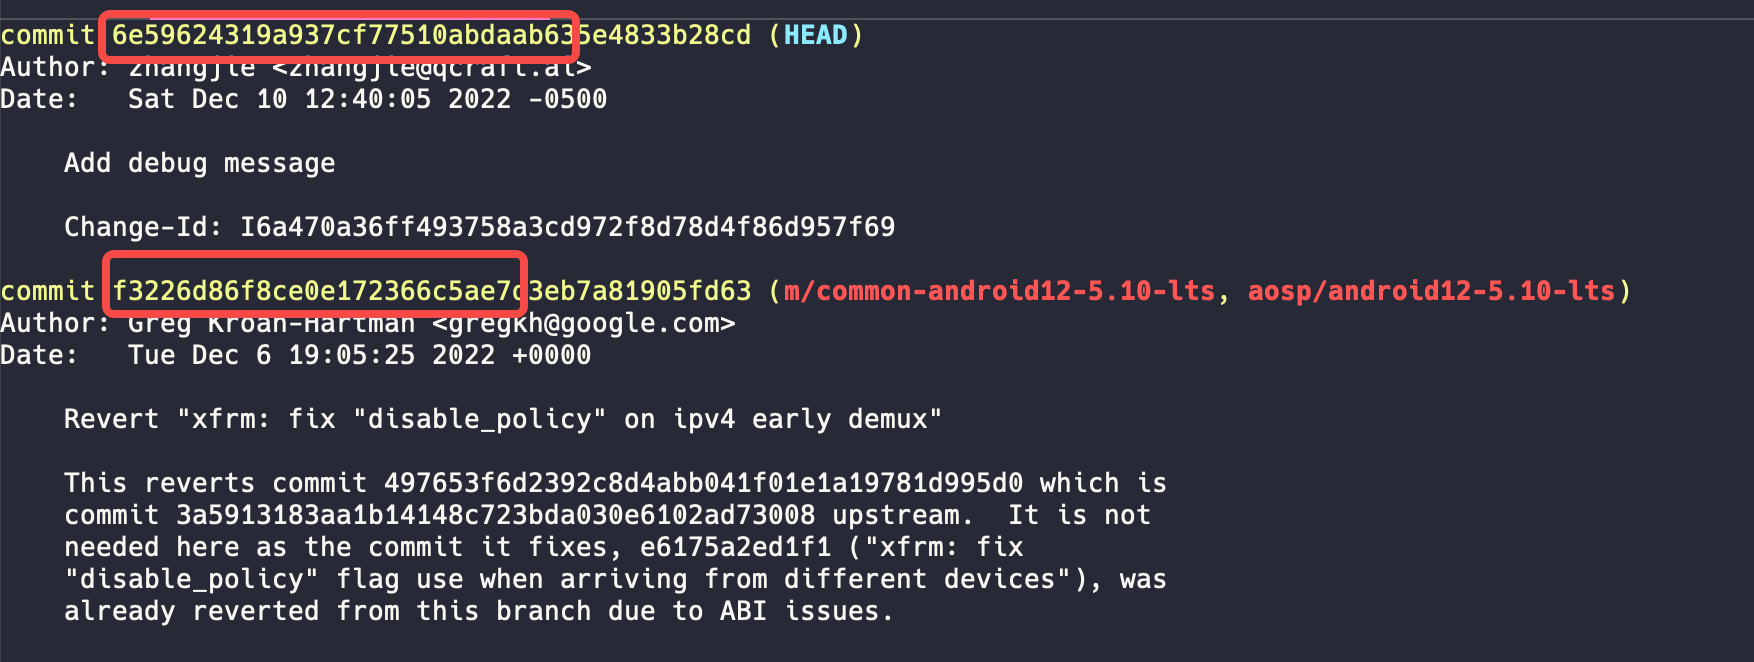 commit 6e59624319a937cf77510abdaab635e4833b28cd (HEAD)
Author: zhangjie <zhangjie@qcraft.ai>
Date:   Sat Dec 10 12:40:05 2022 -0500
Add debug message
Change-Id: I6a470a36ff493758a3cd972f8d78d4f86d957f69
commit f3226d86f8ce0e172366c5ae7d3eb7a81905fd63 (m/common-android12-5.10-lts, aosp/android12-5.10-lts)
Author: Greg Kroah-Hartman <gregkh@google.com>
Date:   Tue Dec 6 19:05:25 2022 +0000
Revert "xfrm: fix "disable_policy" on ipv4 early demux"
This reverts commit 497653f6d2392c8d4abb041f01e1a19781d995d0 which is
commit 3a5913183aa1b14148c723bda030e6102ad73008 upstream.  It is not
needed here as the commit it fixes, e6175a2ed1f1 ("xfrm: fix
"disable_policy" flag use when arriving from different devices"), was
already reverted from this branch due to ABI issues.